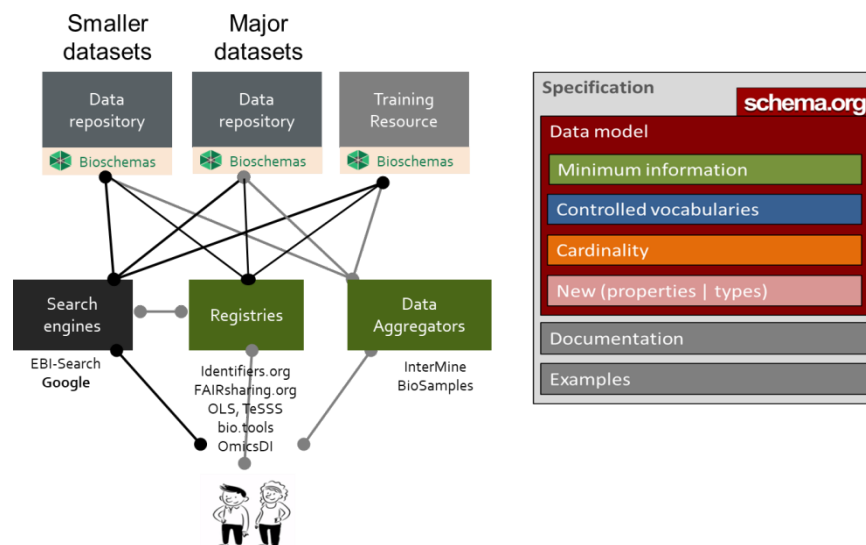 Smaller
datasets
Major
datasets
Data
repository
Bioschemas
Data
repository
Bioschemas
Training
Resource
Bioschemas
Search
engines
Registries
Data
Aggregators
EBI-Search
Google
Identifiers.org
FAIRsharing.org
OLS, TeSSS
bio.tools
OmicsDI
InterMine
BioSamples
Specification
schema.org
Data model
Minimum information
Controlled vocabularies
Cardinality
New (properties | types)
Documentation
Examples